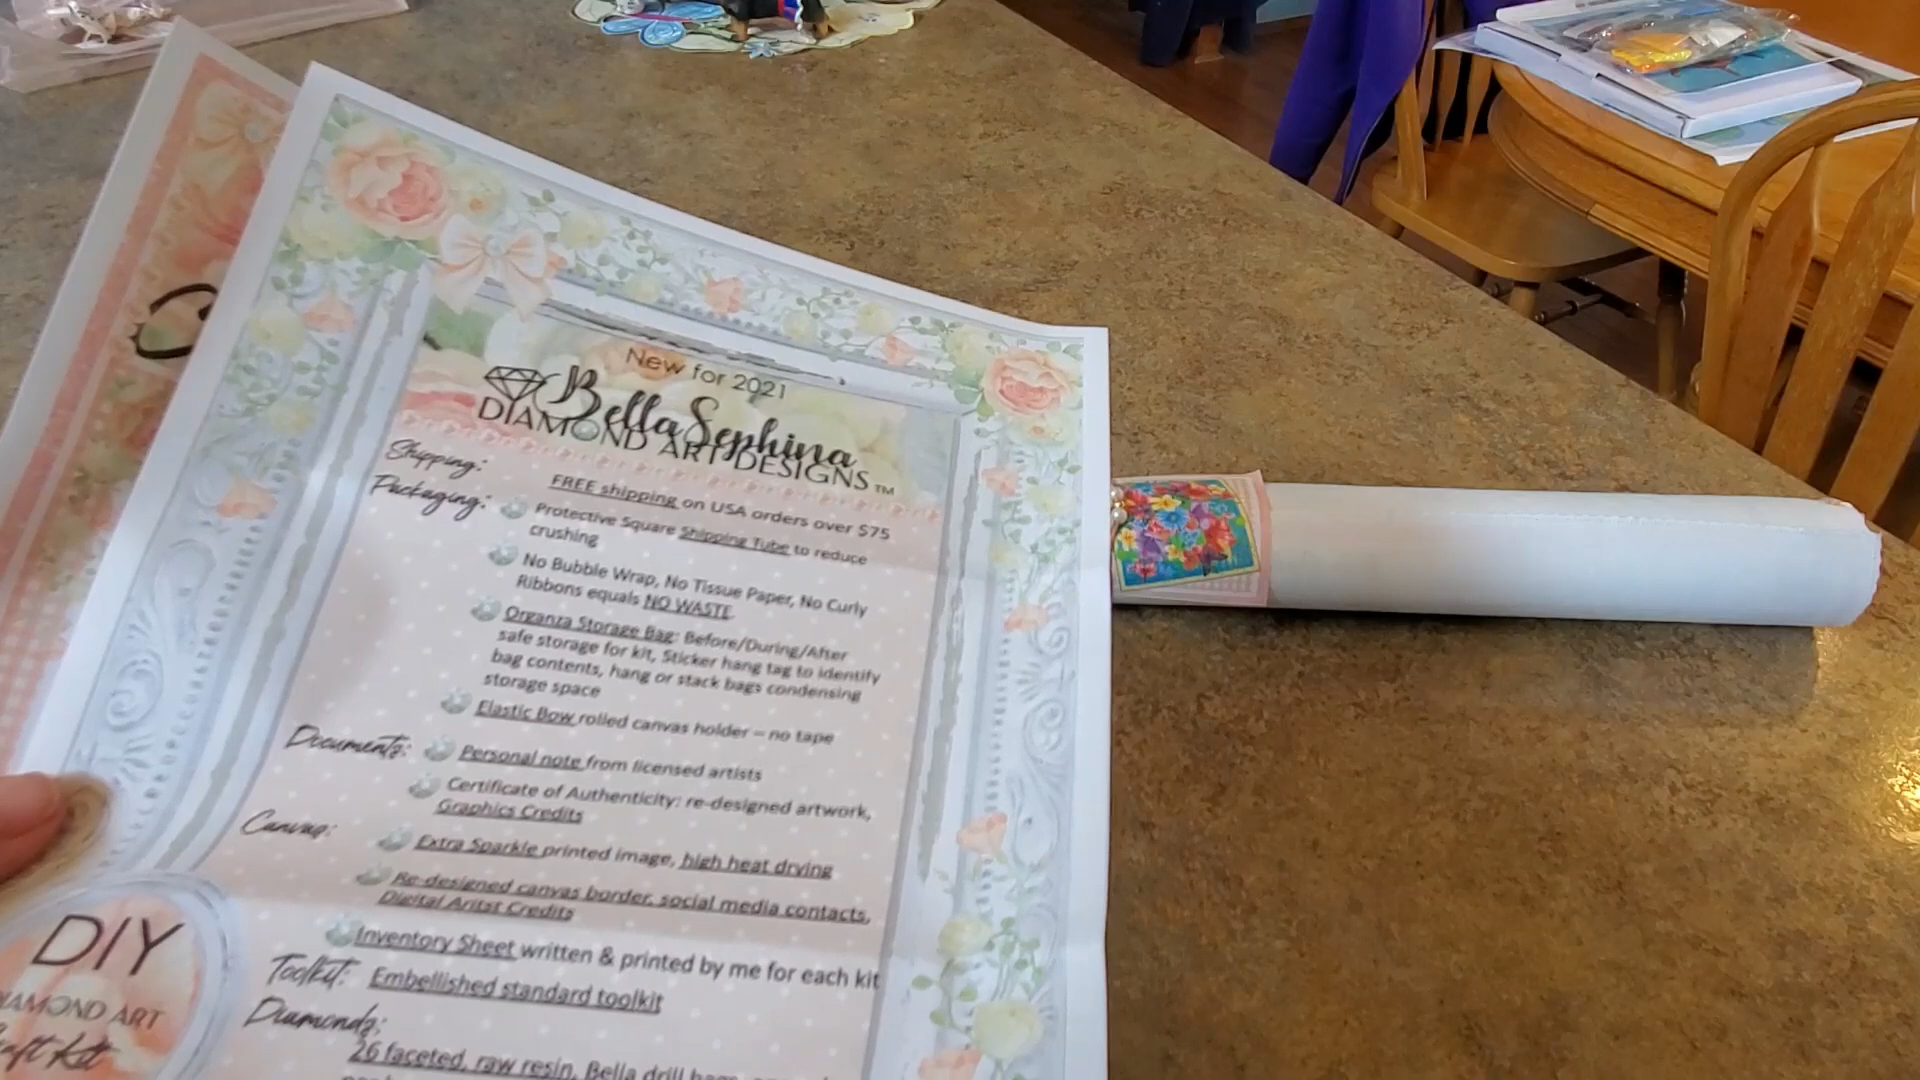 New for 2021
BellaSephina
DIAMOND ART DESIGNS™
Shipping:
FREE shipping on USA orders over $75
Packaging:
Protective Square Shipping Tube to reduce
crushing
No Bubble Wrap, No Tissue Paper, No Curly
Ribbons equals NO WASTE
Organza Storage Bag: Before/During/After
safe storage for kit, Sticker hang tag to identify
bag contents, hang or stack bags condensing
storage space
Elastic Bow rolled canvas holder – no tape
Documents:
Personal note from licensed artists
Certificate of Authenticity: re-designed artwork,
Graphics Credits
Canvas:
Extra Sparkle printed image, high heat drying
Re-designed canvas border, social media contacts,
Digital Aritst Credits
Inventory Sheet written & printed by me for each kit
Toolkit: Embellished standard toolkit
Diamonds:
26 faceted, raw resin, Bella drill bags,
DIY
DIAMOND ART
Kit